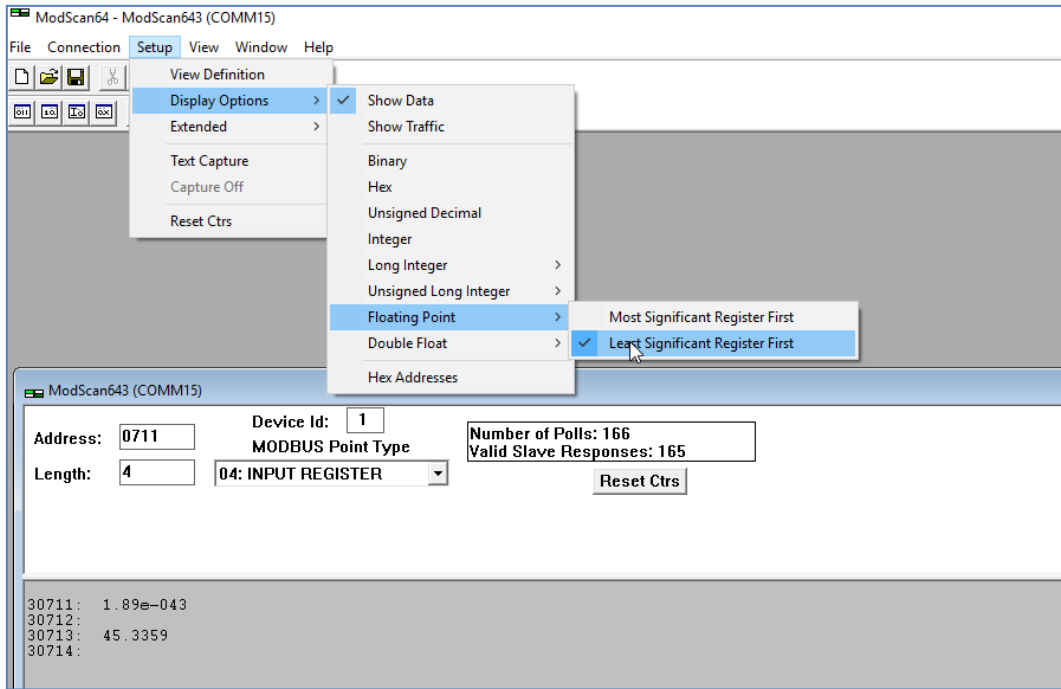 ModScan64 - ModScan643 (COMM15)
File Connection Setup View Window Help
View Definition
Display Options
Extended
Text Capture
Capture Off
Reset Ctrs
Show Data
Show Traffic
Binary
Hex
Unsigned Decimal
Integer
Long Integer
Unsigned Long Integer
Floating Point
Double Float
Hex Addresses
Most Significant Register First
Least Significant Register First
ModScan643 (COMM15)
Address: 0711
Length: 4
Device Id: 1
MODBUS Point Type
04: INPUT REGISTER
Number of Polls: 166
Valid Slave Responses: 165
Reset Ctrs
30711: 1.89e-043
30712:
30713: 45.3359
30714: